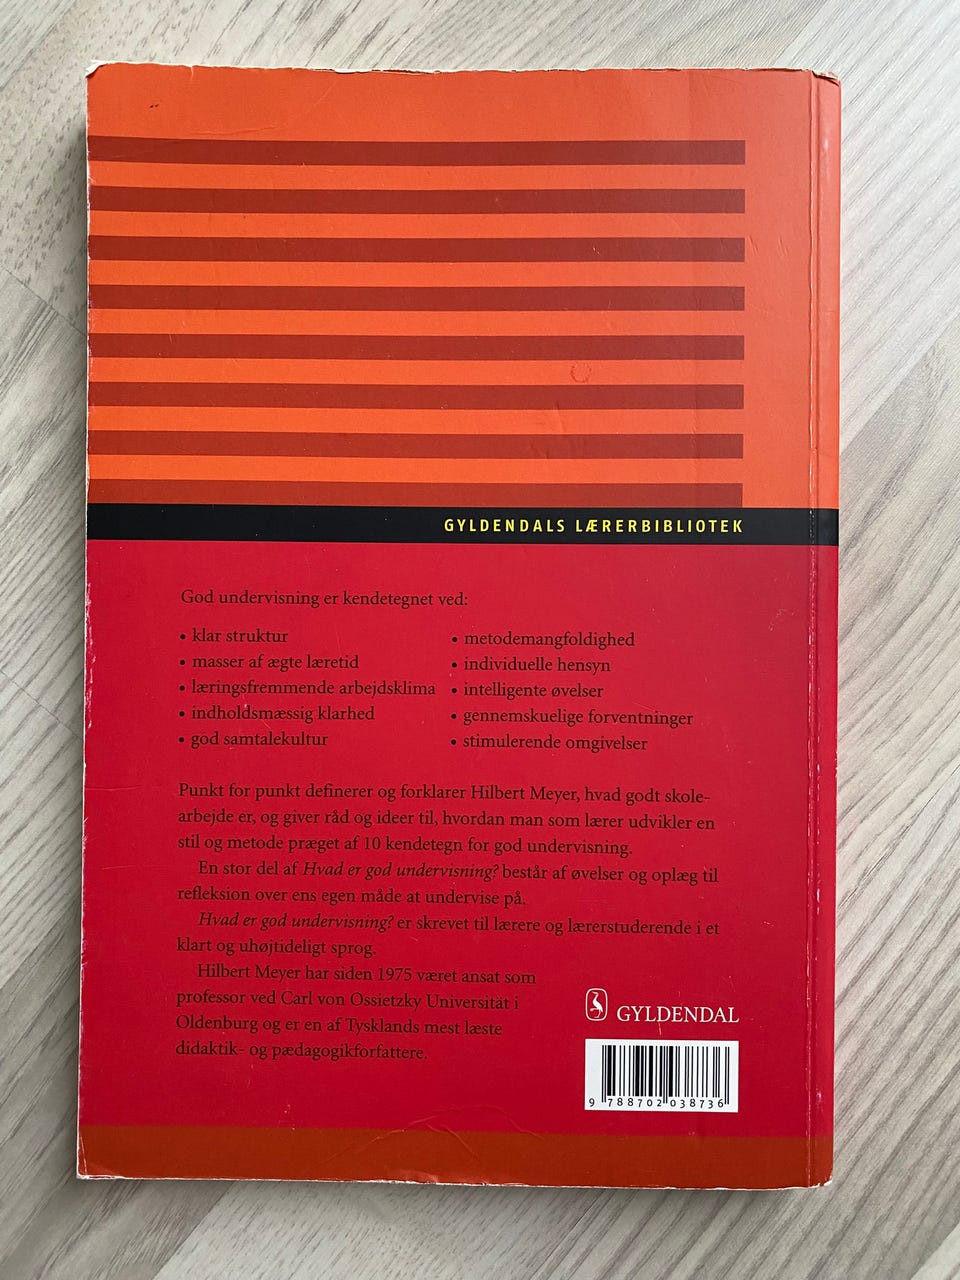 GYLDENDALS LÆRERBIBLIOTEK
God undervisning er kendetegnet ved:
• klar struktur
• masser af ægte læretid
• læringsfremmende arbejdsklima
• indholdsmæssig klarhed
• god samtalekultur
• metodemangfoldighed
• individuelle hensyn
• intelligente øvelser
• gennemskuelige forventninger
• stimulerende omgivelser
Punkt for punkt definerer og forklarer Hilbert Meyer, hvad godt skole-
arbejde er, og giver råd og ideer til, hvordan man som lærer udvikler en
stil og metode præget af 10 kendetegn for god undervisning.
En stor del af Hvad er god undervisning? består af øvelser og oplæg til
refleksion over ens egen måde at undervise på.
Hvad er god undervisning? er skrevet til lærere og lærerstuderende i et
klart og uhøjtideligt sprog.
Hilbert Meyer har siden 1975 været ansat som
professor ved Carl von Ossietzky Universität i
Oldenburg og er en af Tysklands mest læste
didaktik- og pædagogikforfattere.
GYLDENDAL
9 788702 038736